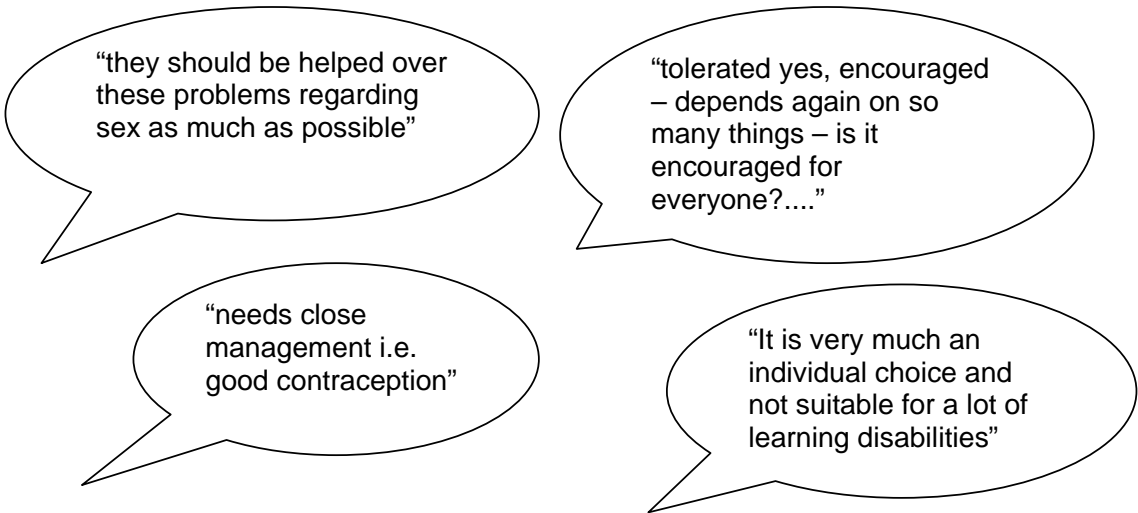 “they should be helped over
these problems regarding
sex as much as possible”
“tolerated yes, encouraged
– depends again on so
many things – is it
encouraged for
everyone?....”
“needs close
management i.e.
good contraception”
“It is very much an
individual choice and
not suitable for a lot of
learning disabilities”